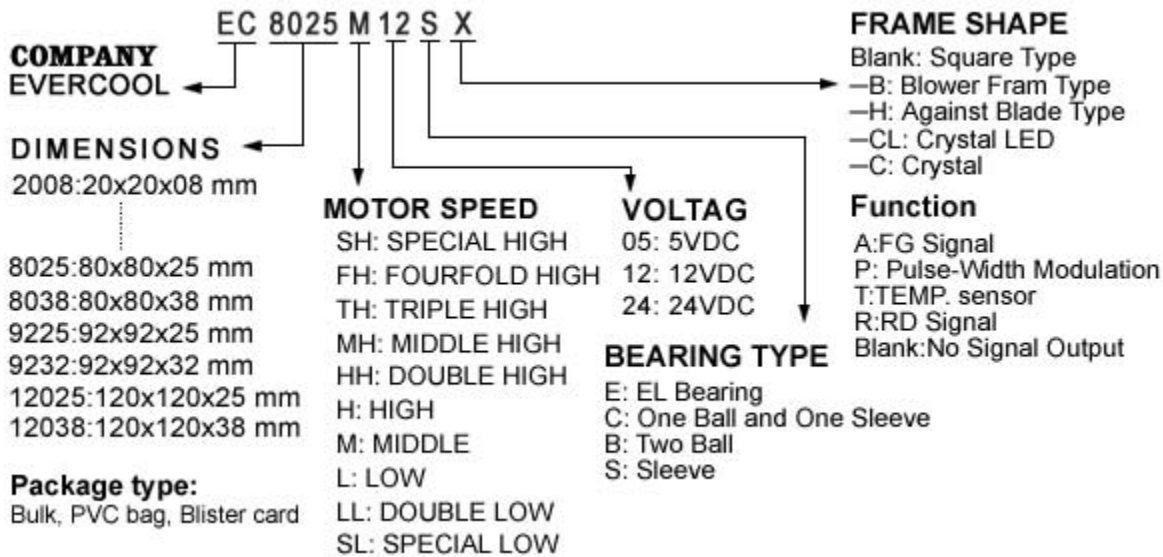 EC 8025 M 12 S X
COMPANY
EVERCOOL
DIMENSIONS
2008:20x20x08 mm
8025:80x80x25 mm
8038:80x80x38 mm
9225:92x92x25 mm
9232:92x92x32 mm
12025:120x120x25 mm
12038:120x120x38 mm
Package type:
Bulk, PVC bag, Blister card
MOTOR SPEED
SH: SPECIAL HIGH
FH: FOURFOLD HIGH
TH: TRIPLE HIGH
MH: MIDDLE HIGH
HH: DOUBLE HIGH
H: HIGH
M: MIDDLE
L: LOW
LL: DOUBLE LOW
SL: SPECIAL LOW
VOLTAG
05: 5VDC
12: 12VDC
24: 24VDC
BEARING TYPE
E: EL Bearing
C: One Ball and One Sleeve
B: Two Ball
S: Sleeve
FRAME SHAPE
Blank: Square Type
—B: Blower Fram Type
—H: Against Blade Type
—CL: Crystal LED
—C: Crystal
Function
A:FG Signal
P: Pulse-Width Modulation
T:TEMP. sensor
R:RD Signal
Blank:No Signal Output